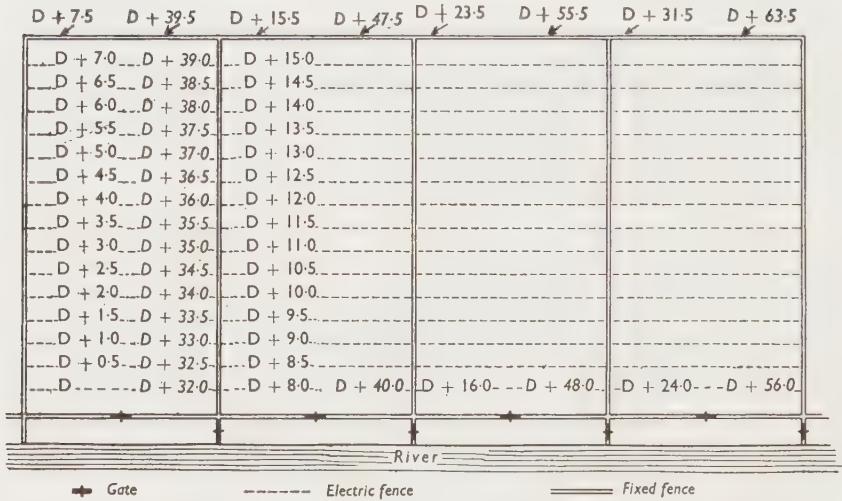 D + 7·5 D + 39·5 D + 15·5 D + 47·5 D + 23·5 D + 55·5 D + 31·5 D + 63·5
D + 7·0 D + 39·0 D + 15·0
D + 6·5 D + 38·5 D + 14·5
D + 6·0 D + 38·0 D + 14·0
D + 5·5 D + 37·5 D + 13·5
D + 5·0 D + 37·0 D + 13·0
D + 4·5 D + 36·5 D + 12·5
D + 4·0 D + 36·0 D + 12·0
D + 3·5 D + 35·5 D + 11·5
D + 3·0 D + 35·0 D + 11·0
D + 2·5 D + 34·5 D + 10·5
D + 2·0 D + 34·0 D + 10·0
D + 1·5 D + 33·5 D + 9·5
D + 1·0 D + 33·0 D + 9·0
D + 0·5 D + 32·5 D + 8·5
D D + 32·0 D + 8·0 D + 40·0 D + 16·0 D + 48·0 D + 24·0 D + 56·0
River
Gate Electric fence Fixed fence